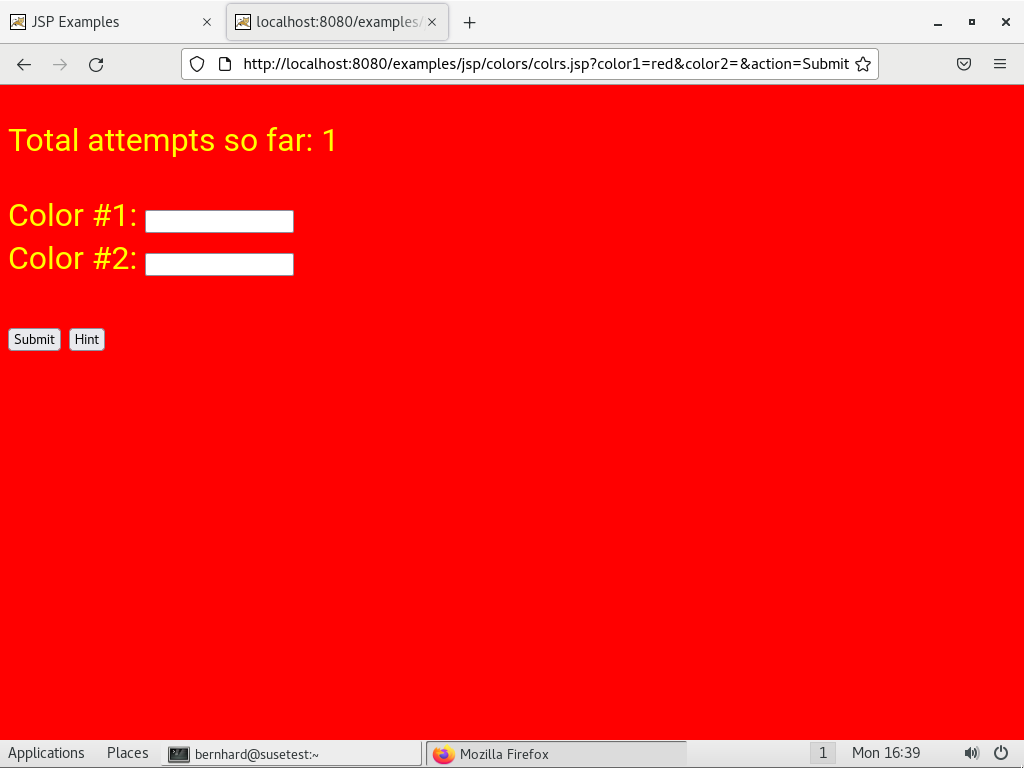 JSP Examples
localhost:8080/examples/
http://localhost:8080/examples/jsp/colors/colrs.jsp?color1=red&color2=&action=Submit
Total attempts so far: 1
Color #1:
Color #2:
Submit Hint
Applications Places bernhard@susetest:~ Mozilla Firefox 1 Mon 16:39